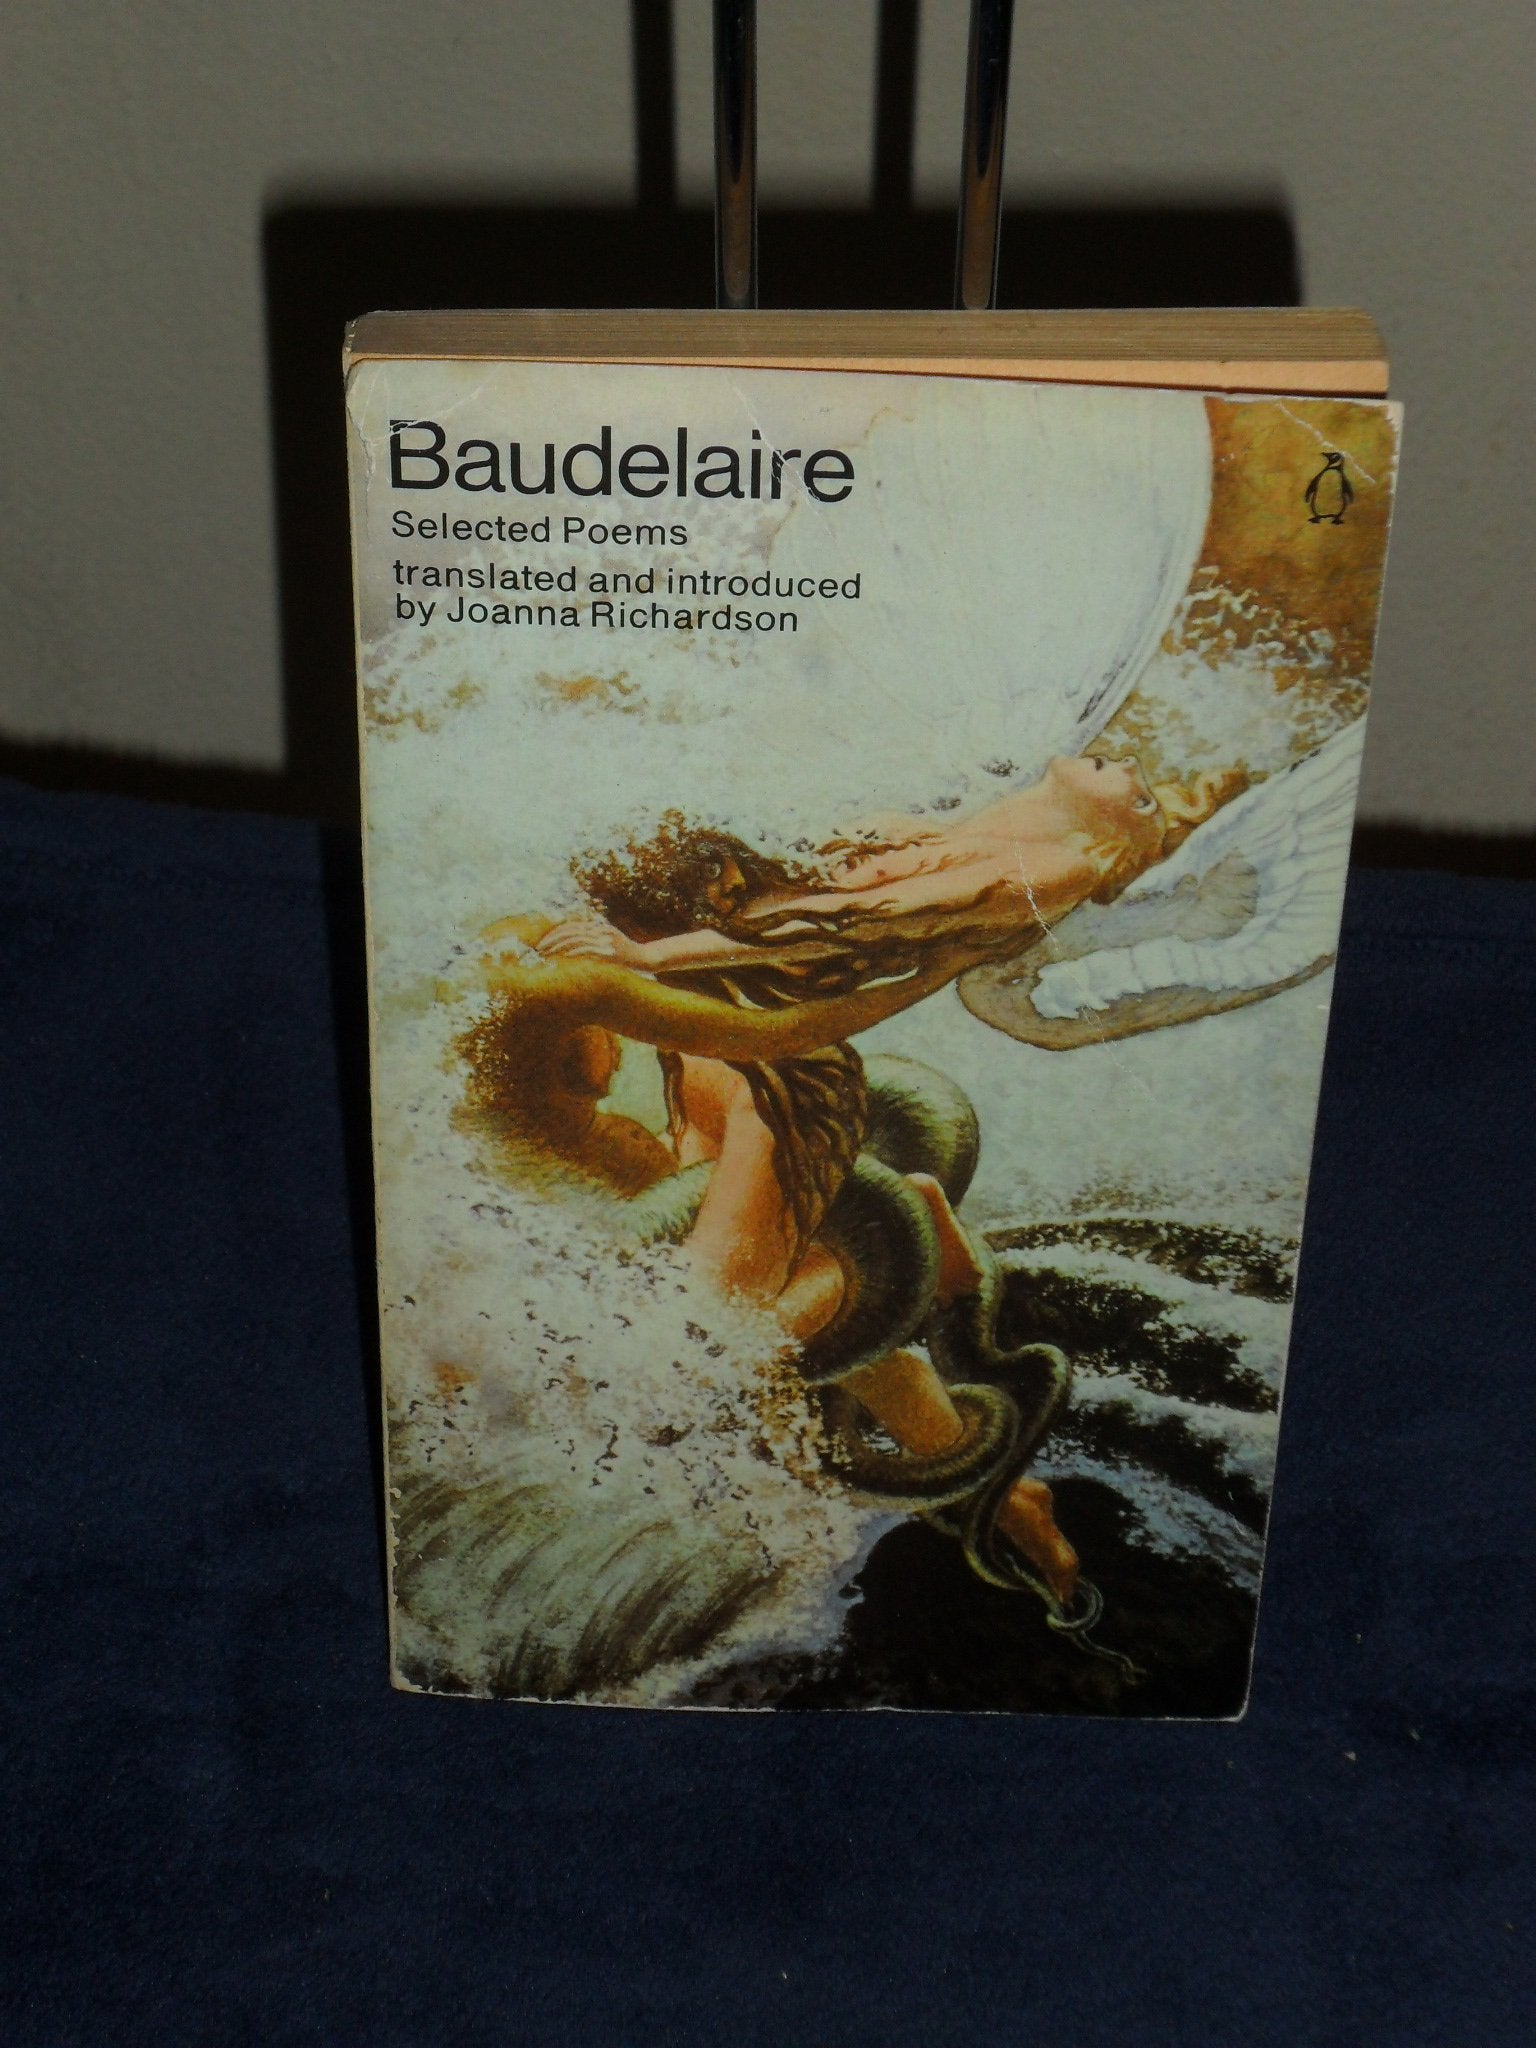 Baudelaire
Selected Poems
translated and introduced
by Joanna Richardson